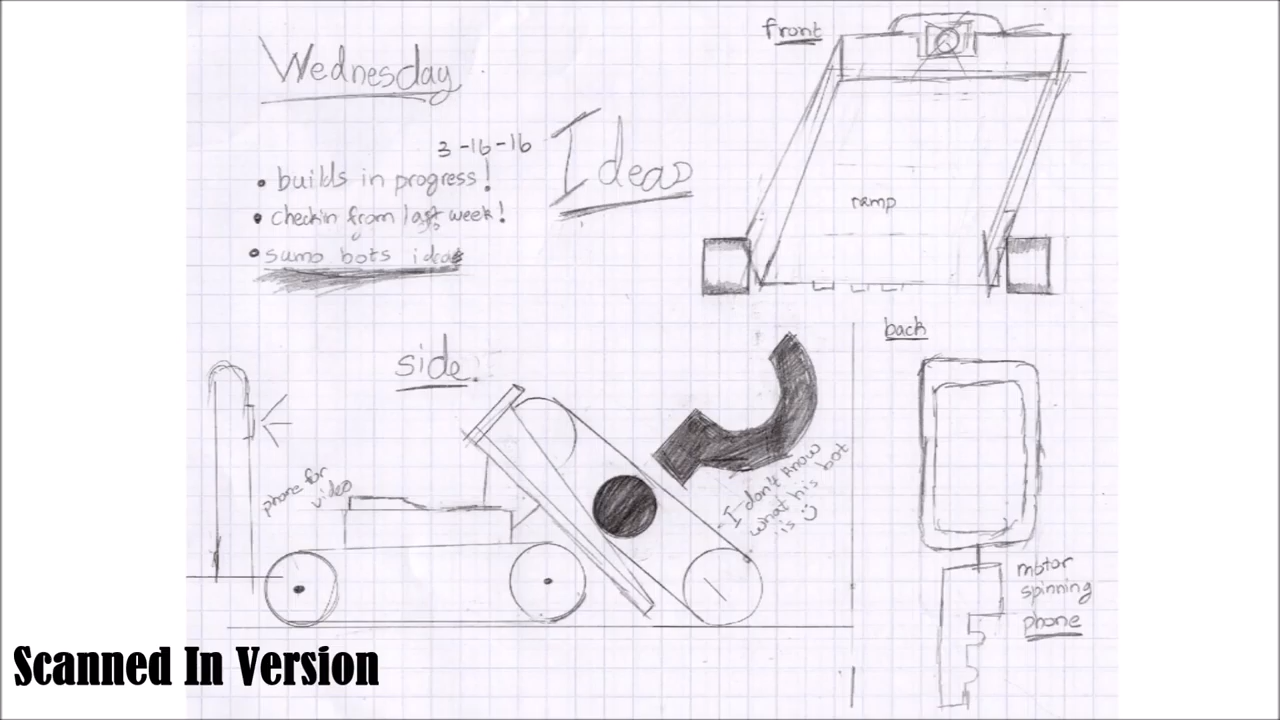 Wednesday
3-16-16
• builds in progress!
• checkin from last week!
• sumo bots ideas
Ideas
front
ramp
side
phone for
video
I don't know
what his bot
is :)
back
motor
spinning
phone
Scanned In Version